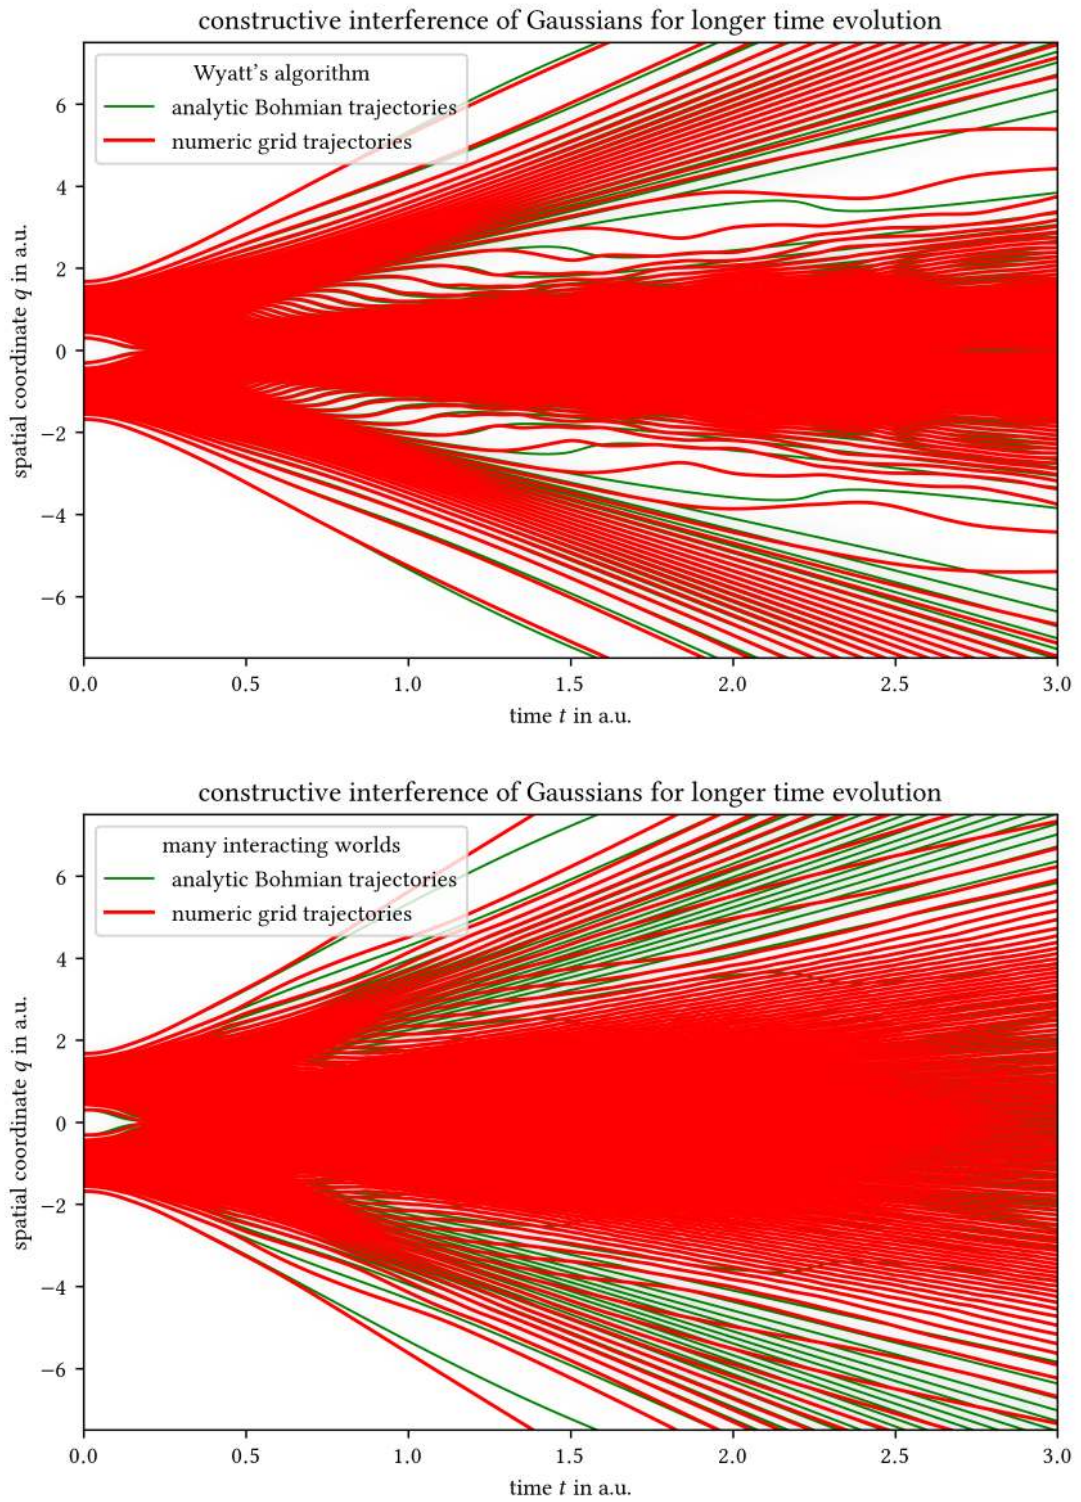 constructive interference of Gaussians for longer time evolution
Wyatt's algorithm
analytic Bohmian trajectories
numeric grid trajectories
6
4
2
0
−2
−4
−6
spatial coordinate q in a.u.
0.0 0.5 1.0 1.5 2.0 2.5 3.0
time t in a.u.
constructive interference of Gaussians for longer time evolution
many interacting worlds
analytic Bohmian trajectories
numeric grid trajectories
6
4
2
0
−2
−4
−6
spatial coordinate q in a.u.
0.0 0.5 1.0 1.5 2.0 2.5 3.0
time t in a.u.